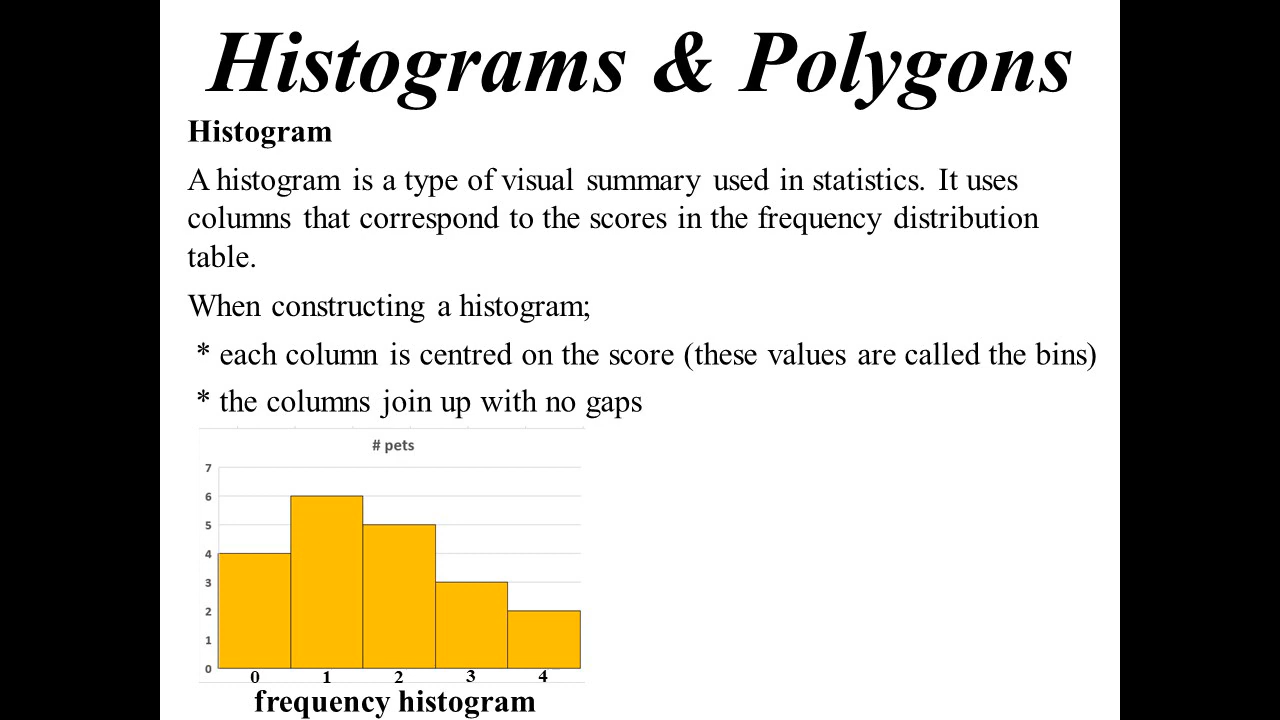 Histograms & Polygons
Histogram
A histogram is a type of visual summary used in statistics. It uses
columns that correspond to the scores in the frequency distribution
table.
When constructing a histogram;
* each column is centred on the score (these values are called the bins)
* the columns join up with no gaps
# pets
7
6
5
4
3
2
1
0
0 1 2 3 4
frequency histogram